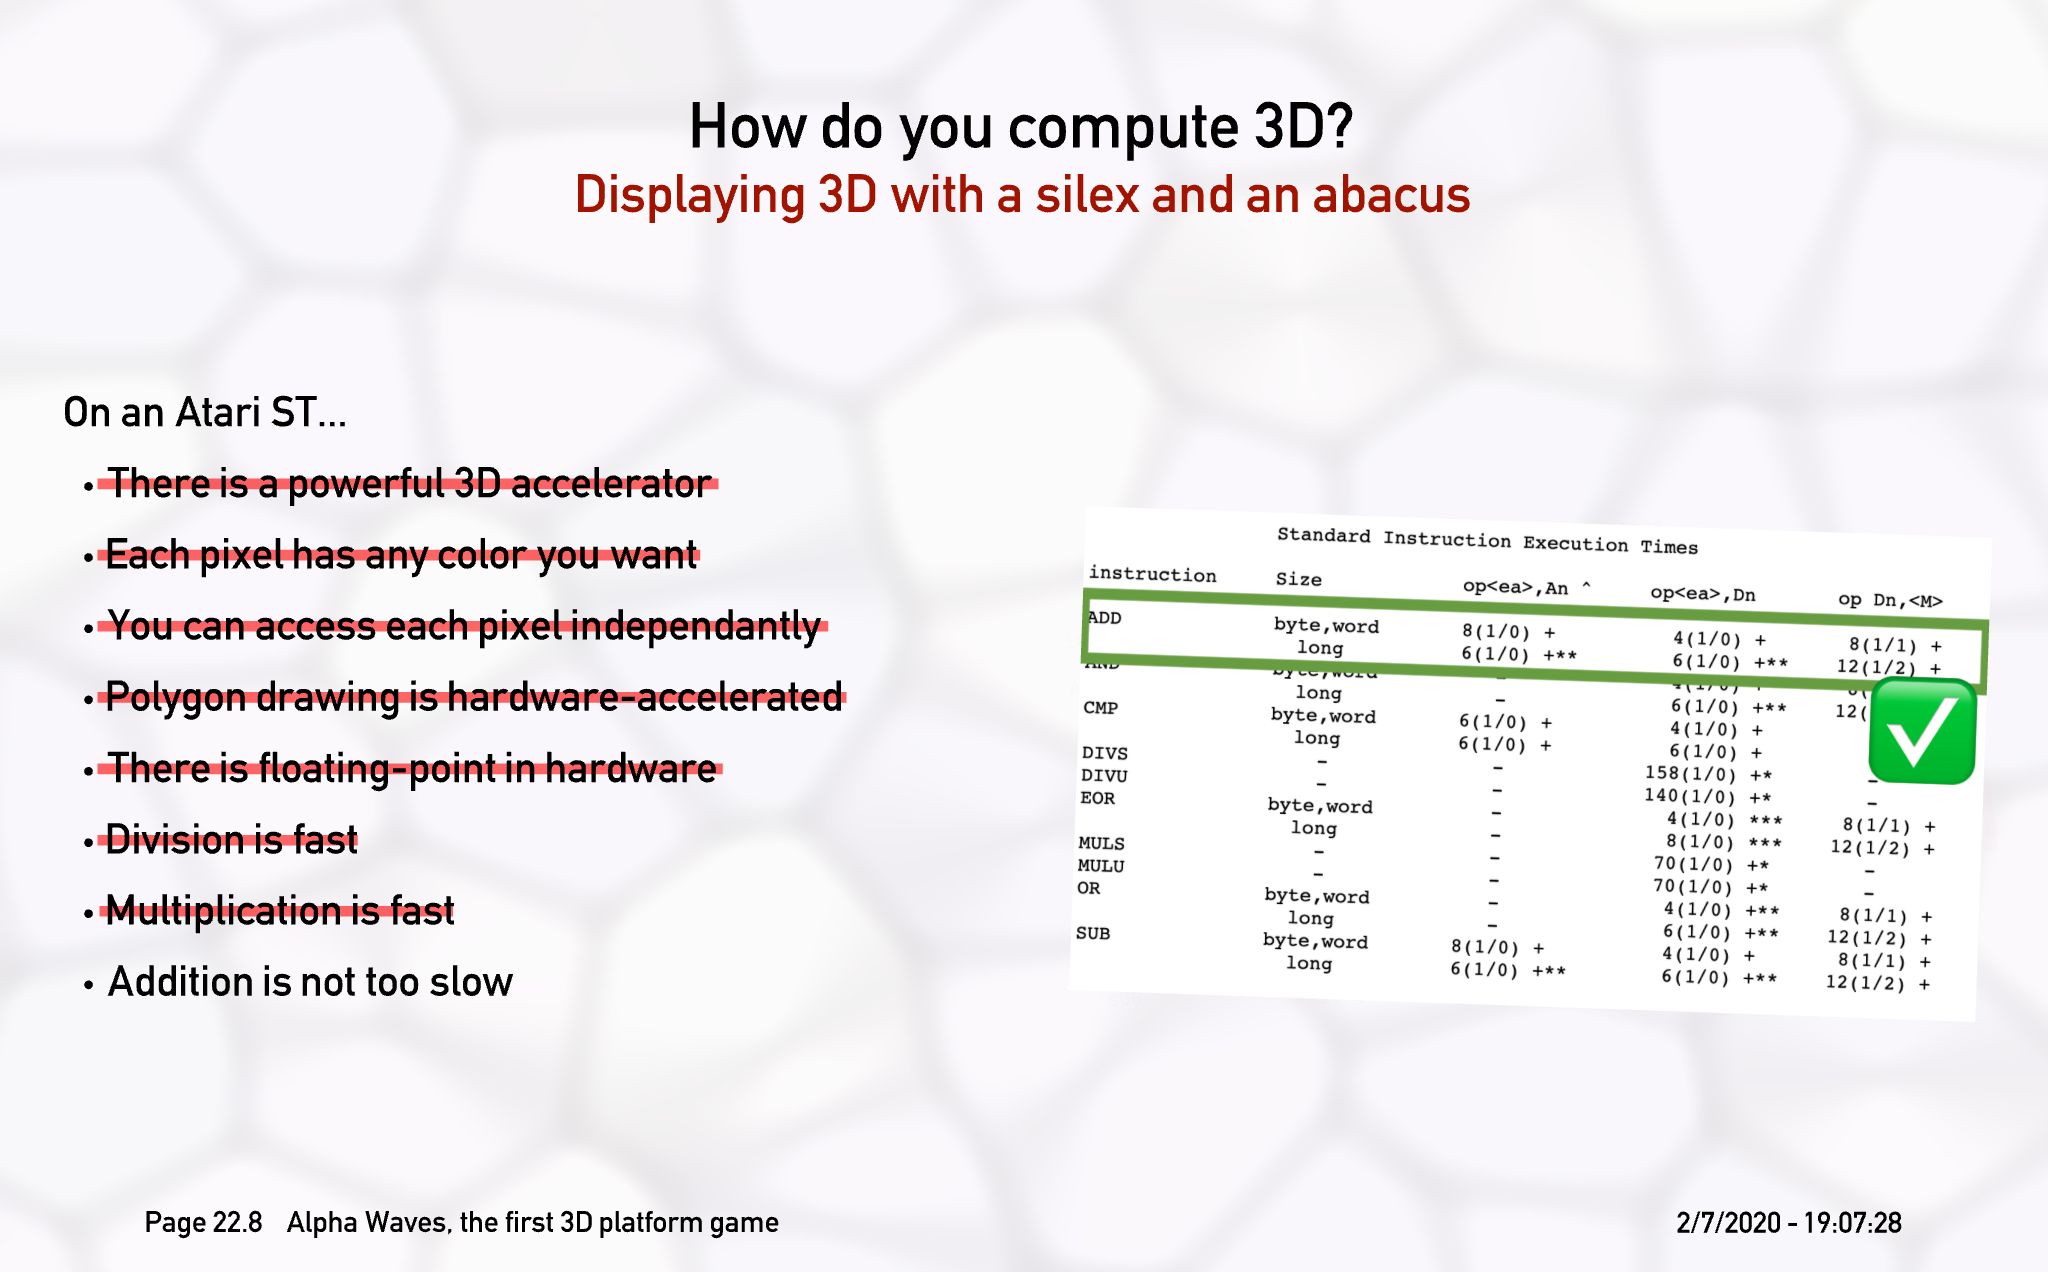 How do you compute 3D?
Displaying 3D with a silex and an abacus
On an Atari ST...
• There is a powerful 3D accelerator
• Each pixel has any color you want
• You can access each pixel independantly
• Polygon drawing is hardware-accelerated
• There is floating-point in hardware
• Division is fast
• Multiplication is fast
• Addition is not too slow
Standard Instruction Execution Times
instruction Size op<ea>,An ^ op<ea>,Dn op Dn,<M>
ADD byte,word 8(1/0) + 4(1/0) + 8(1/1) +
long 6(1/0) +** 6(1/0) +** 12(1/2) +
AND byte,word - 4(1/0) +
long - 6(1/0) +** 12(
CMP byte,word 6(1/0) + 4(1/0) +
long 6(1/0) + 6(1/0) +
DIVS - - 158(1/0) +* -
DIVU - - 140(1/0) +* -
EOR byte,word - 4(1/0) *** 8(1/1) +
long - 8(1/0) *** 12(1/2) +
MULS - - 70(1/0) +* -
MULU - - 70(1/0) +* -
OR byte,word - 4(1/0) +** 8(1/1) +
long - 6(1/0) +** 12(1/2) +
SUB byte,word 8(1/0) + 4(1/0) + 8(1/1) +
long 6(1/0) +** 6(1/0) +** 12(1/2) +
Page 22.8 Alpha Waves, the first 3D platform game
2/7/2020 - 19:07:28